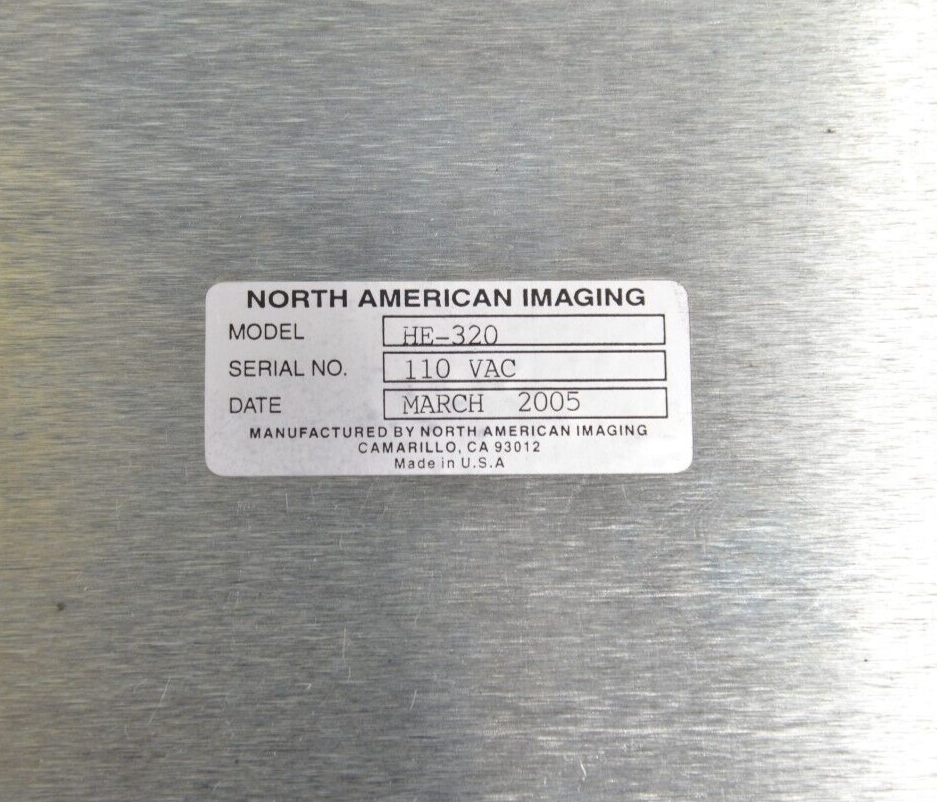 NORTH AMERICAN IMAGING
MODEL HE-320
SERIAL NO. 110 VAC
DATE MARCH 2005
MANUFACTURED BY NORTH AMERICAN IMAGING
CAMARILLO, CA 93012
Made in U.S.A